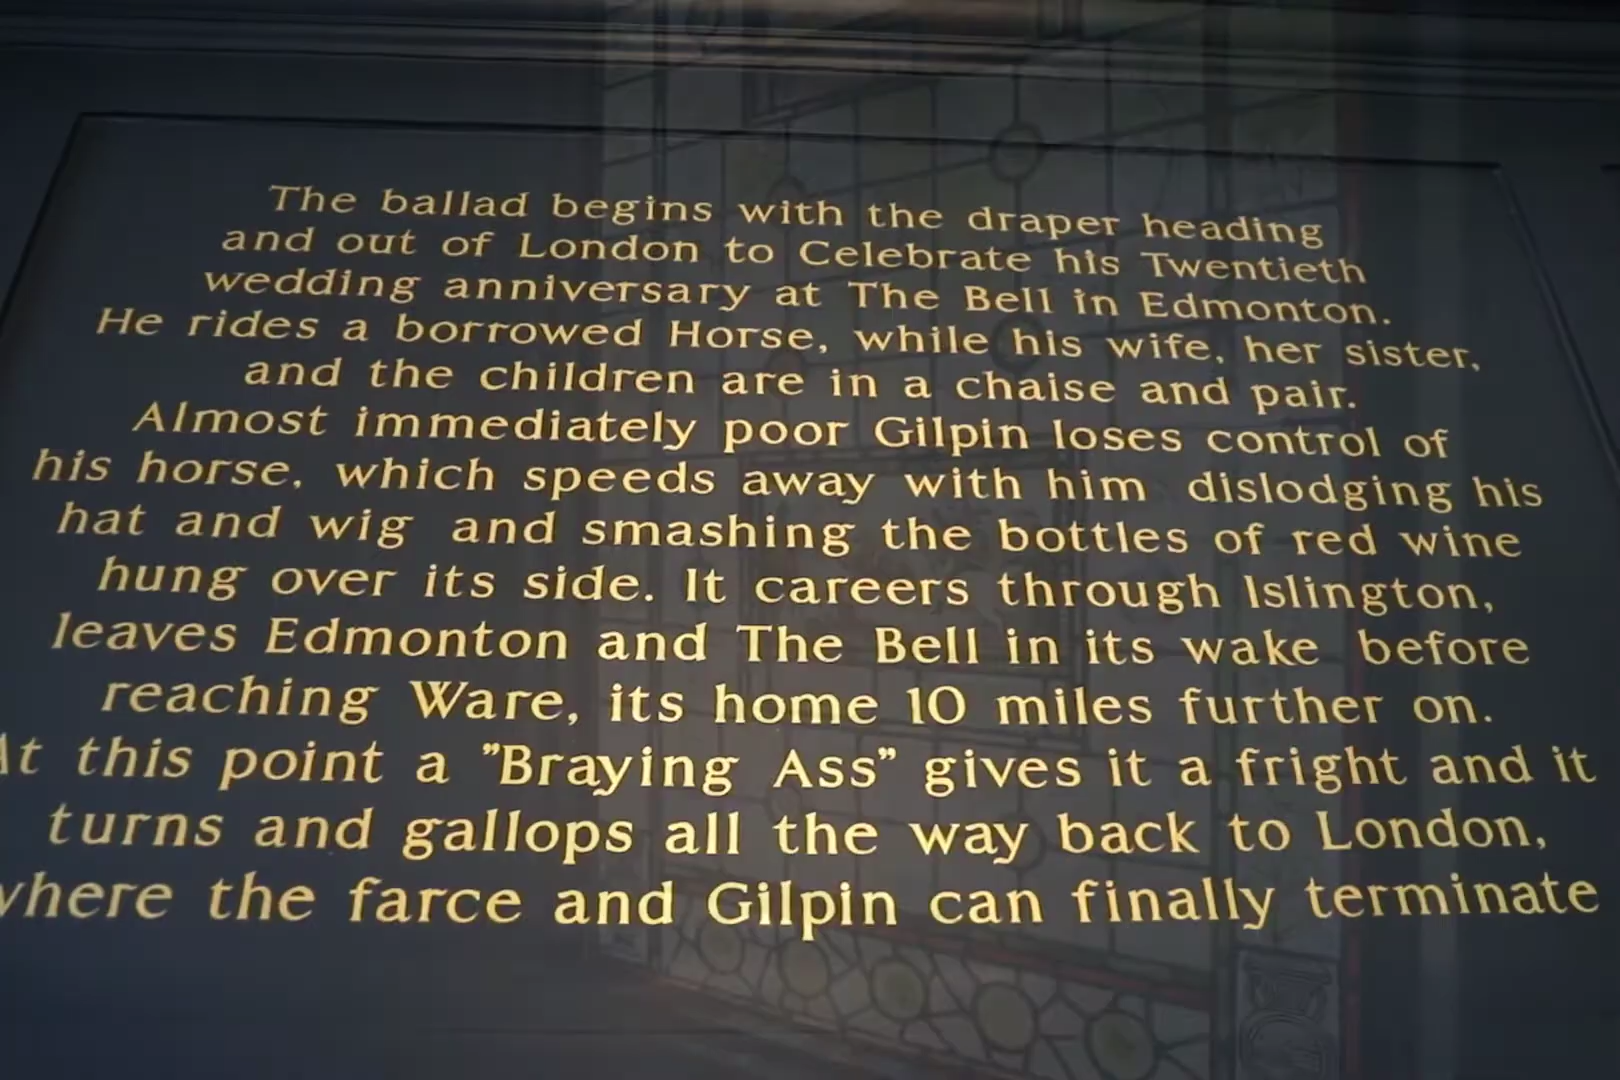 The ballad begins with the draper heading
and out of London to Celebrate his Twentieth
wedding anniversary at The Bell in Edmonton.
He rides a borrowed Horse, while his wife, her sister,
and the children are in a chaise and pair.
Almost immediately poor Gilpin loses control of
his horse, which speeds away with him dislodging his
hat and wig and smashing the bottles of red wine
hung over its side. It careers through Islington,
leaves Edmonton and The Bell in its wake before
reaching Ware, its home 10 miles further on.
At this point a "Braying Ass" gives it a fright and it
turns and gallops all the way back to London,
where the farce and Gilpin can finally terminate